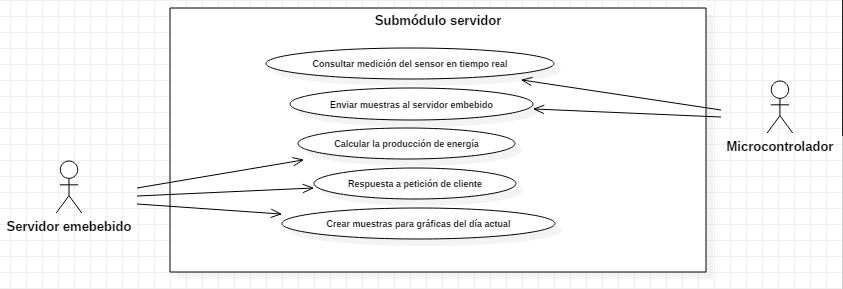 Submódulo servidor
Consultar medición del sensor en tiempo real
Enviar muestras al servidor embebido
Calcular la producción de energía
Respuesta a petición de cliente
Crear muestras para gráficas del día actual
Microcontrolador
Servidor emebebido